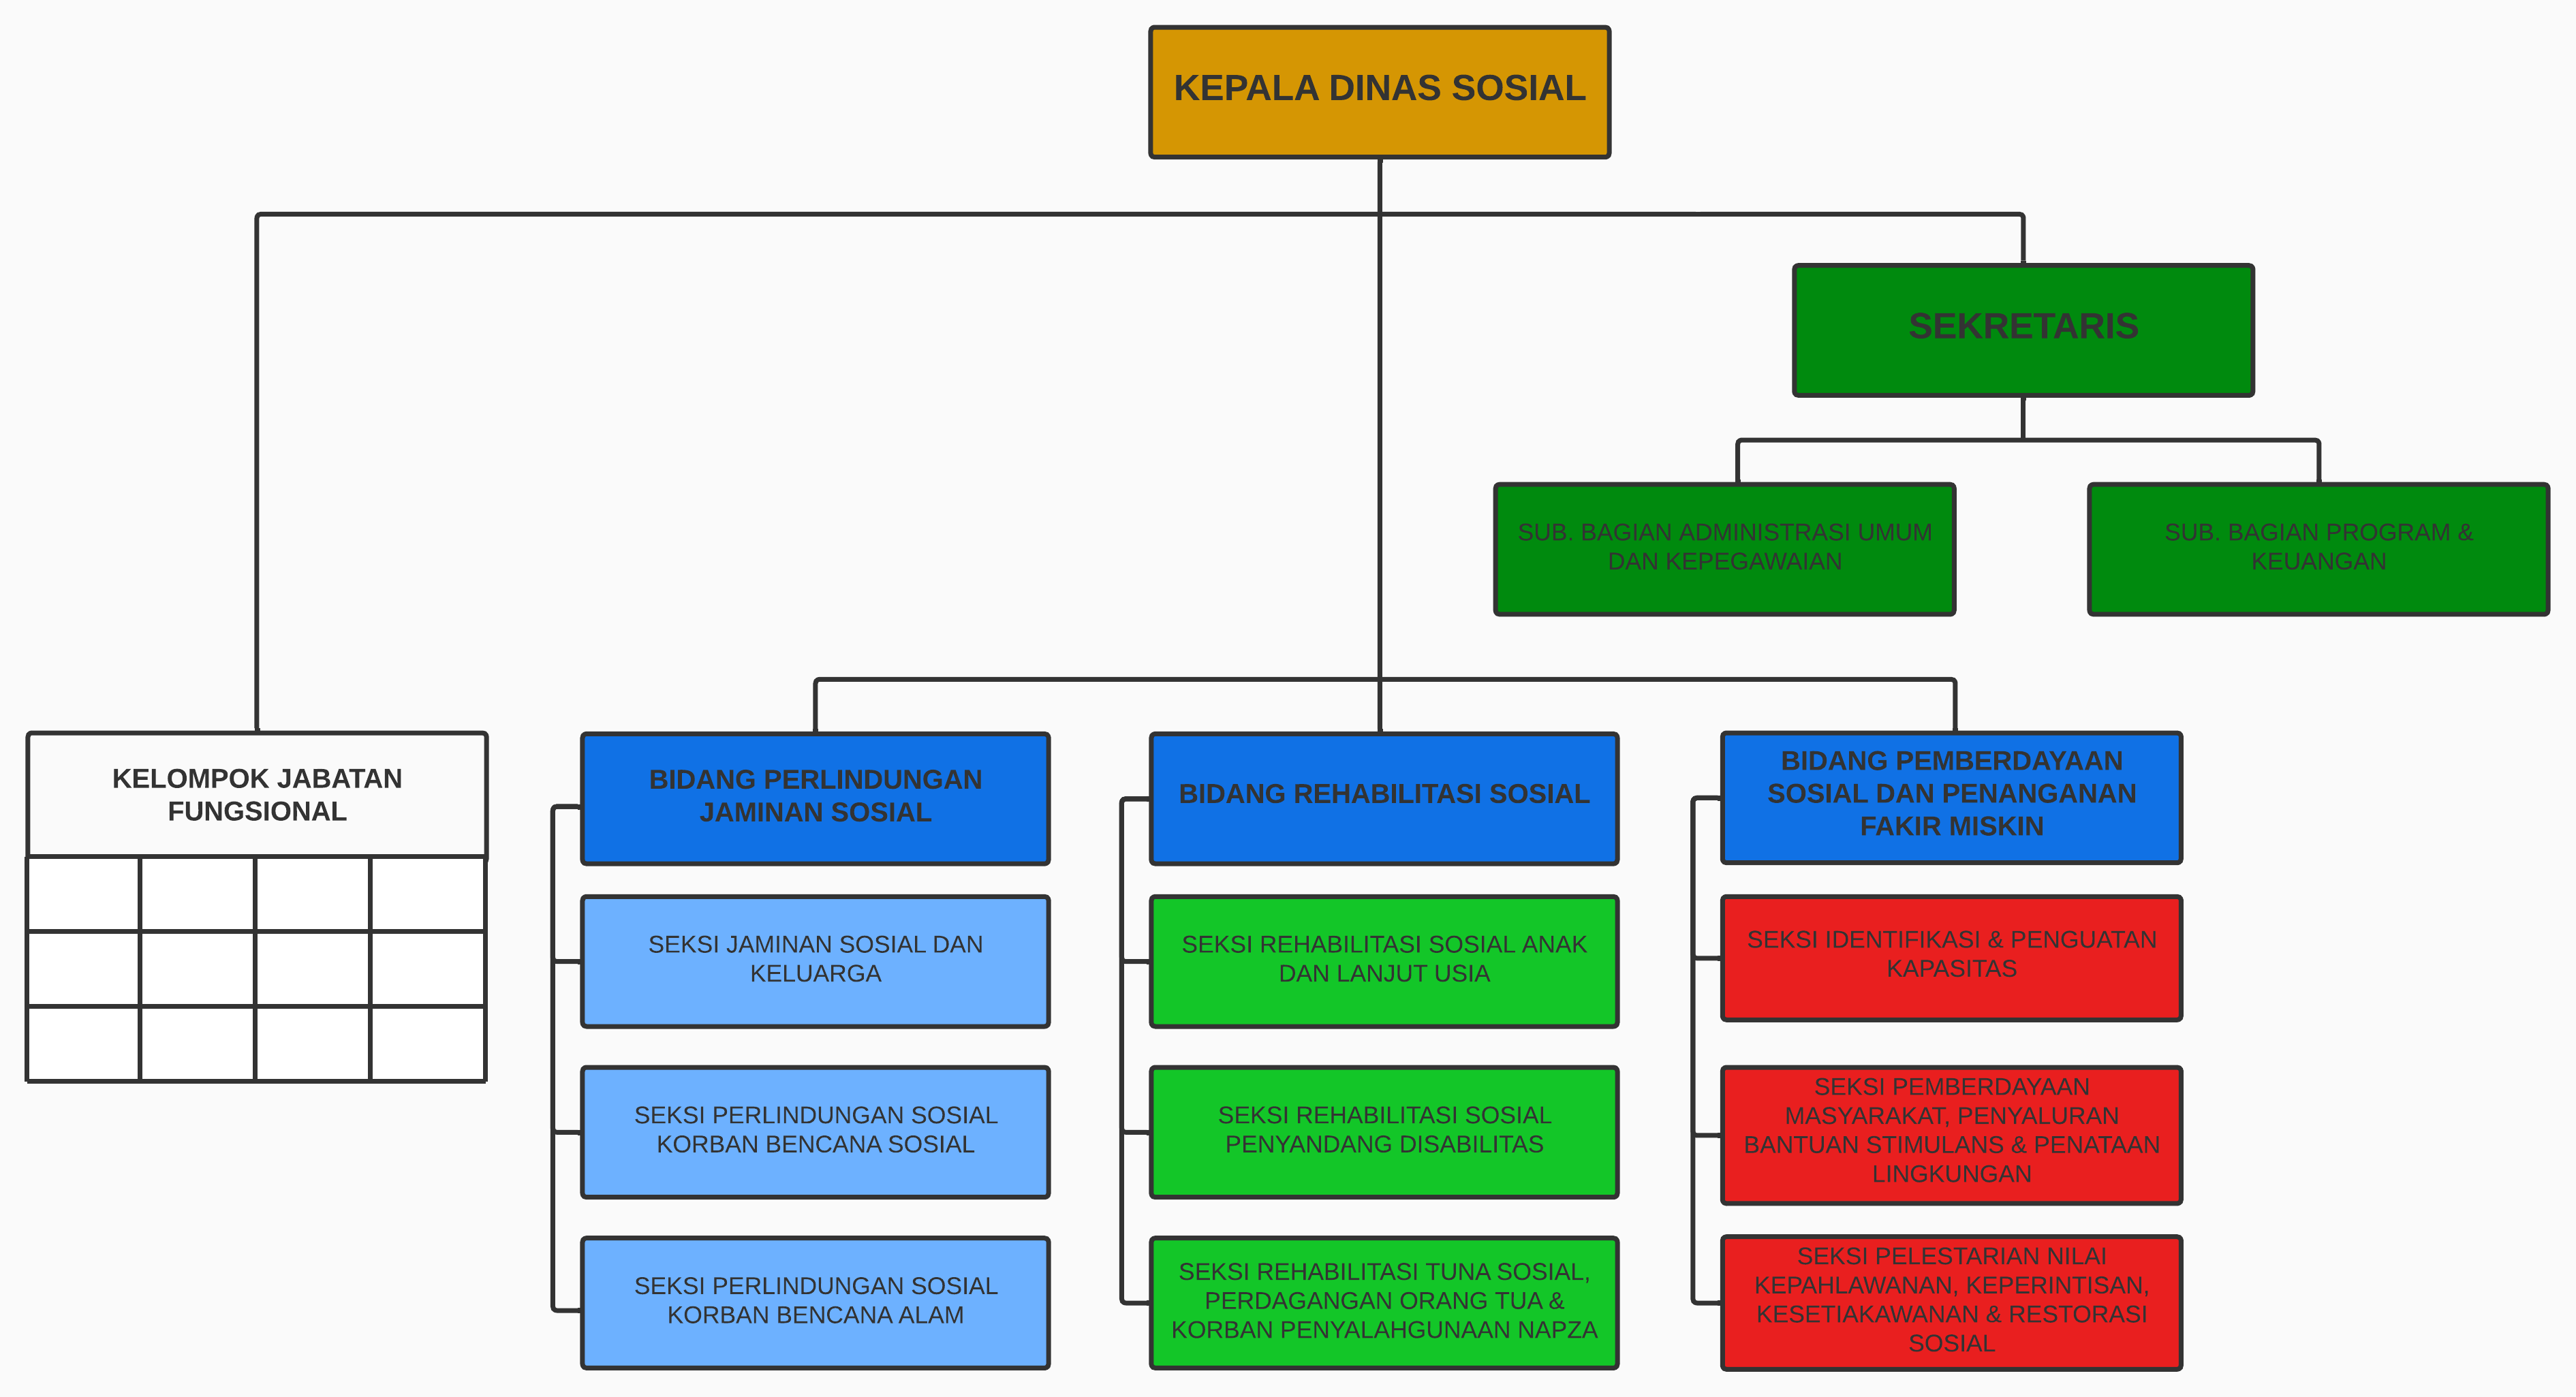 KEPALA DINAS SOSIAL
SEKRETARIS
SUB. BAGIAN ADMINISTRASI UMUM
DAN KEPEGAWAIAN
SUB. BAGIAN PROGRAM &
KEUANGAN
KELOMPOK JABATAN
FUNGSIONAL
BIDANG PERLINDUNGAN
JAMINAN SOSIAL
SEKSI JAMINAN SOSIAL DAN
KELUARGA
SEKSI PERLINDUNGAN SOSIAL
KORBAN BENCANA SOSIAL
SEKSI PERLINDUNGAN SOSIAL
KORBAN BENCANA ALAM
BIDANG REHABILITASI SOSIAL
SEKSI REHABILITASI SOSIAL ANAK
DAN LANJUT USIA
SEKSI REHABILITASI SOSIAL
PENYANDANG DISABILITAS
SEKSI REHABILITASI TUNA SOSIAL,
PERDAGANGAN ORANG TUA &
KORBAN PENYALAHGUNAAN NAPZA
BIDANG PEMBERDAYAAN
SOSIAL DAN PENANGANAN
FAKIR MISKIN
SEKSI IDENTIFIKASI & PENGUATAN
KAPASITAS
SEKSI PEMBERDAYAAN
MASYARAKAT, PENYALURAN
BANTUAN STIMULANS & PENATAAN
LINGKUNGAN
SEKSI PELESTARIAN NILAI
KEPAHLAWANAN, KEPERINTISAN,
KESETIAKAWANAN & RESTORASI
SOSIAL